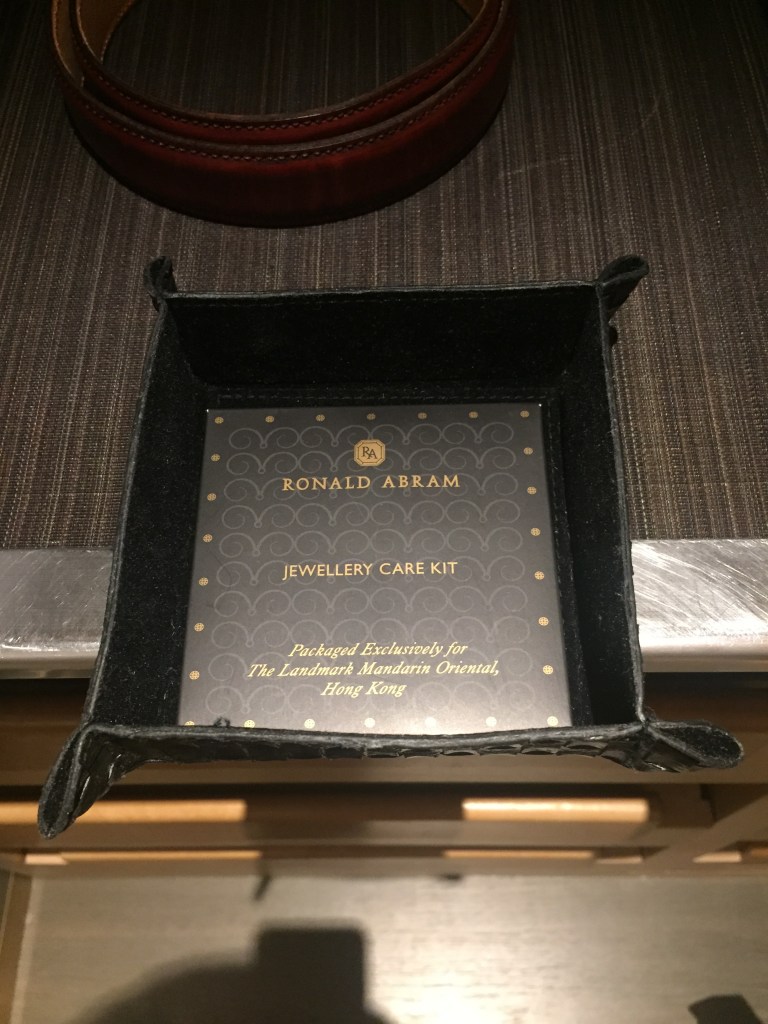 RA
RONALD ABRAM
JEWELLERY CARE KIT
Packaged Exclusively for
The Landmark Mandarin Oriental,
Hong Kong